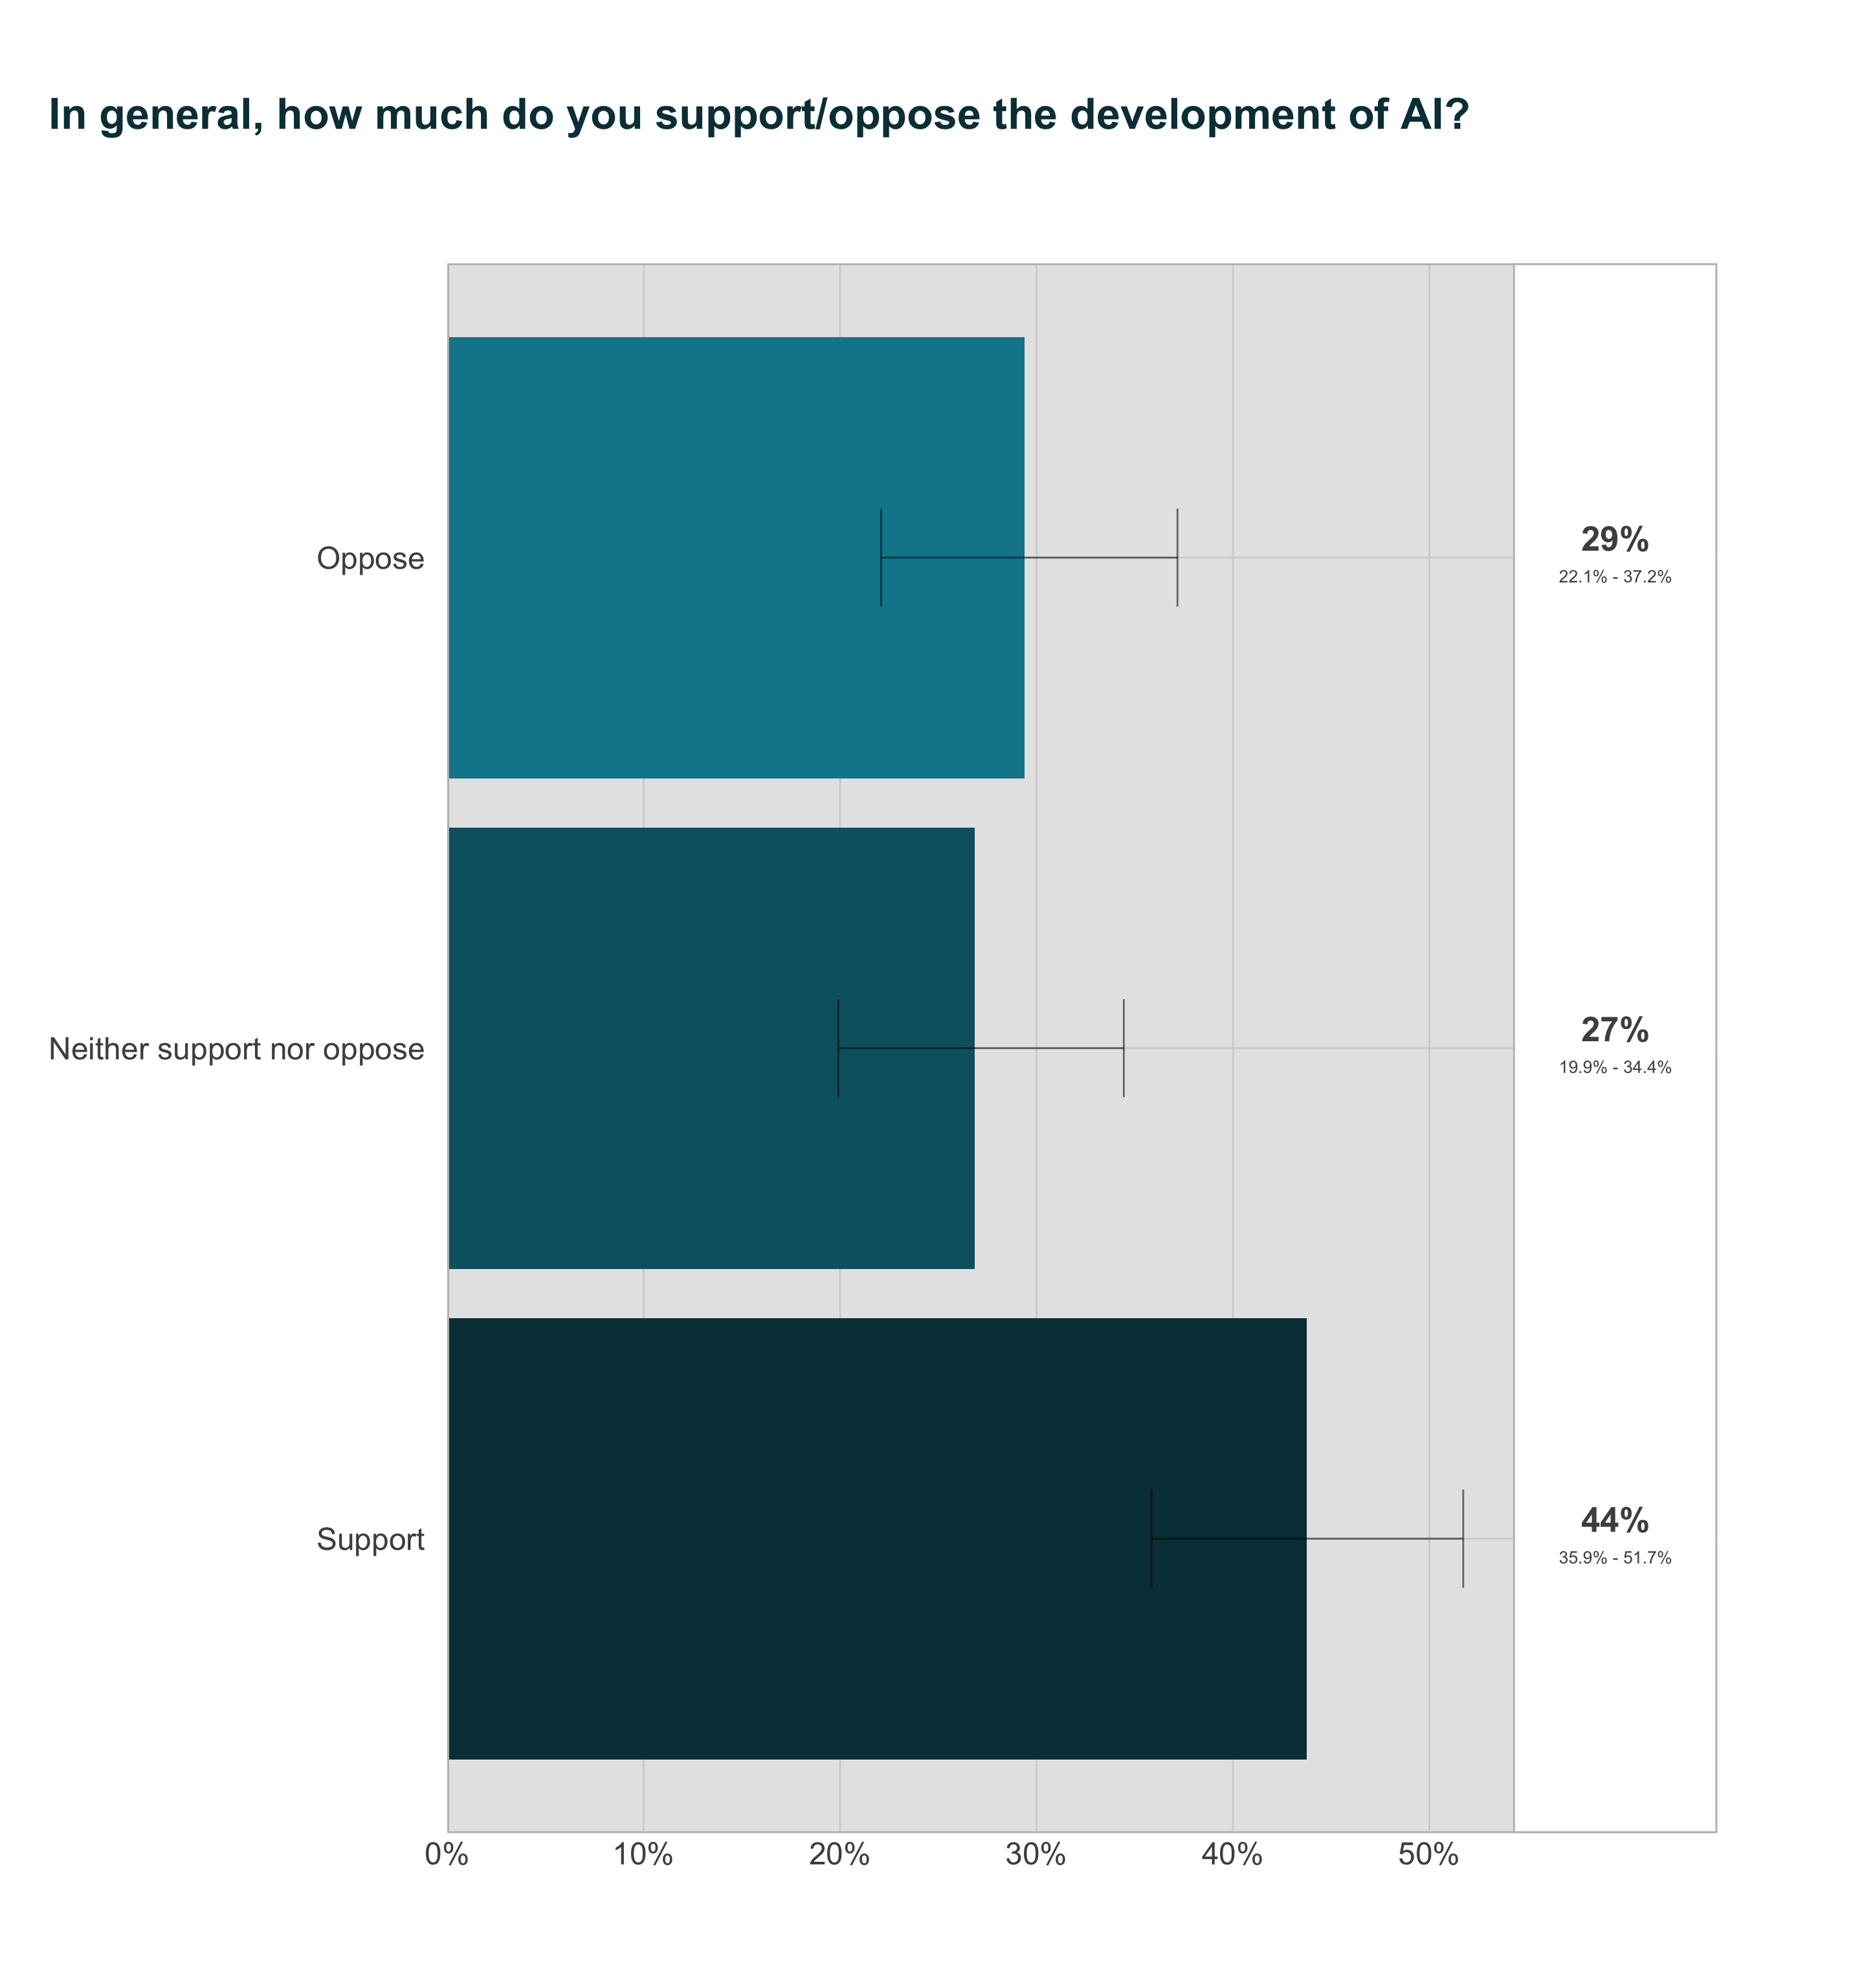 In general, how much do you support/oppose the development of AI?
Oppose
29%
22.1% - 37.2%
Neither support nor oppose
27%
19.9% - 34.4%
Support
44%
35.9% - 51.7%
0% 10% 20% 30% 40% 50%